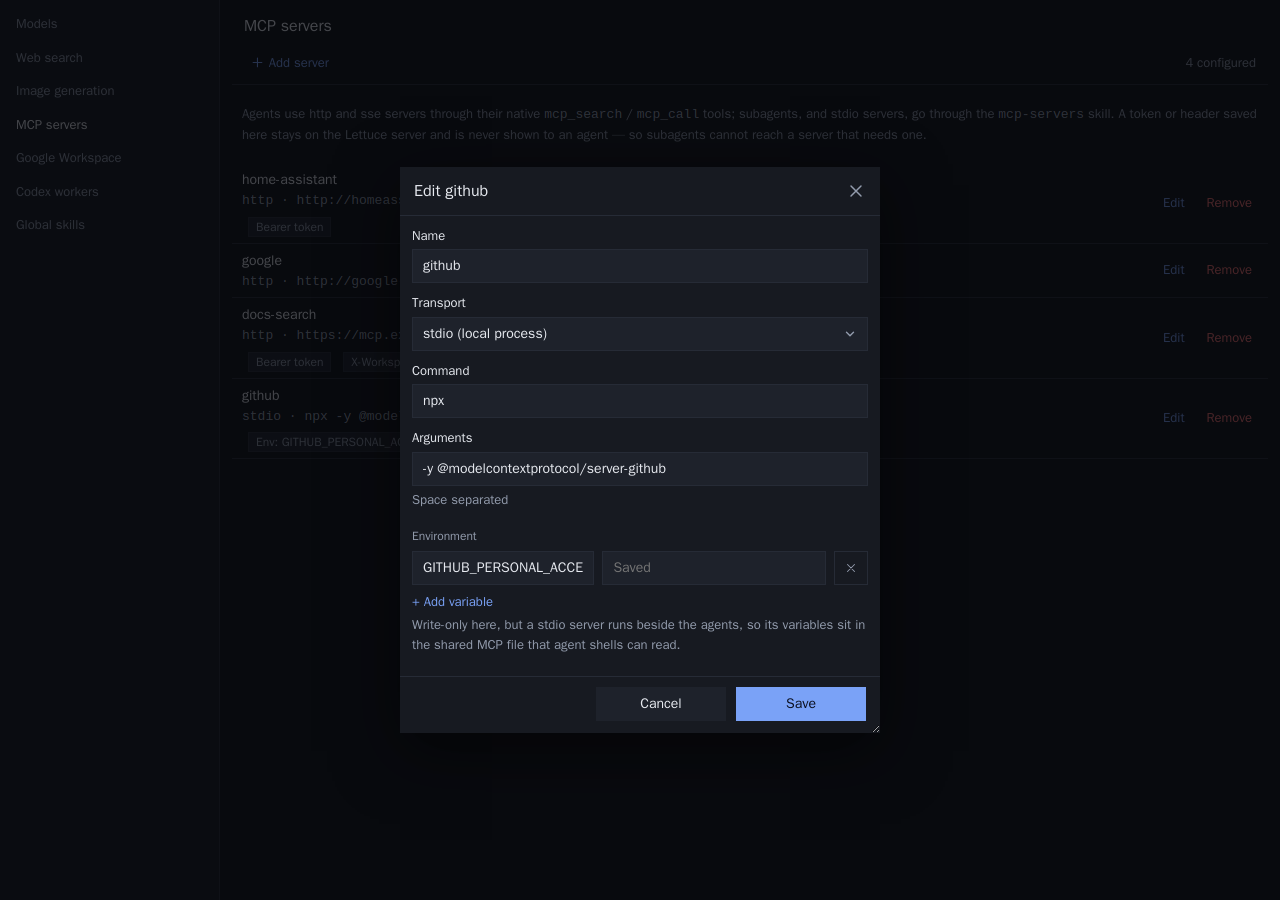 Models
Web search
Image generation
MCP servers
Google Workspace
Codex workers
Global skills
MCP servers
+ Add server
4 configured
Agents use http and sse servers through their native mcp_search / mcp_call tools; subagents, and stdio servers, go through the mcp-servers skill. A token or header saved
here stays on the Lettuce server and is never shown to an agent — so subagents cannot reach a server that needs one.
home-assistant
http · http://homeas
Bearer token
Edit Remove
google
http · http://google
Edit Remove
docs-search
http · https://mcp.e
Bearer token X-Worksp
Edit Remove
github
stdio · npx -y @mode
Env: GITHUB_PERSONAL_AC
Edit Remove
Edit github
Name
github
Transport
stdio (local process)
Command
npx
Arguments
-y @modelcontextprotocol/server-github
Space separated
Environment
GITHUB_PERSONAL_ACCE Saved
+ Add variable
Write-only here, but a stdio server runs beside the agents, so its variables sit in
the shared MCP file that agent shells can read.
Cancel Save